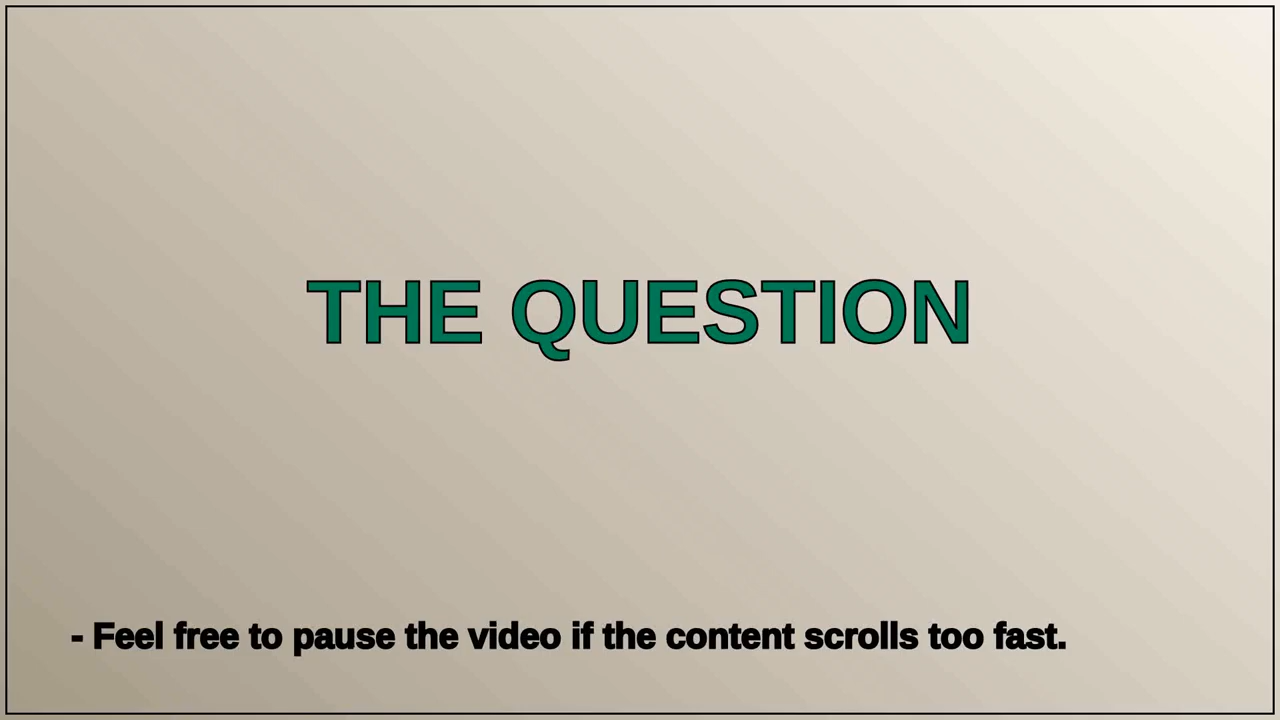 THE QUESTION
- Feel free to pause the video if the content scrolls too fast.